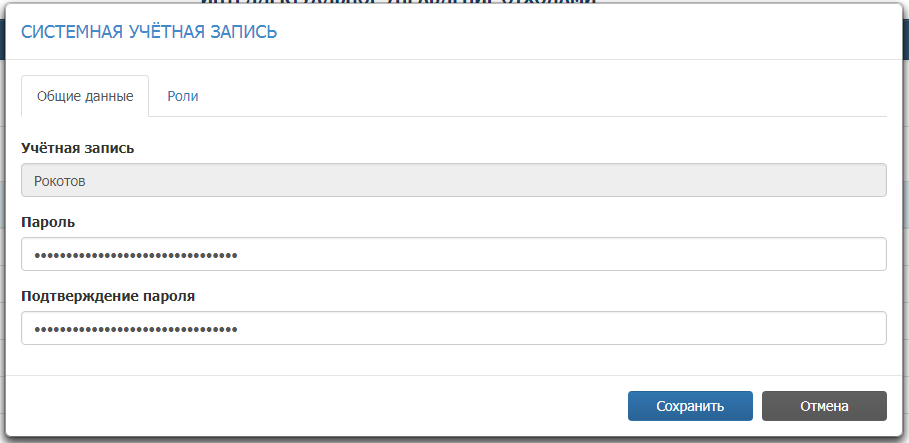 СИСТЕМНАЯ УЧЁТНАЯ ЗАПИСЬ
Общие данные Роли
Учётная запись
Рокотов
Пароль
••••••••••••••••••••••••••••••••
Подтверждение пароля
••••••••••••••••••••••••••••••••
Сохранить Отмена